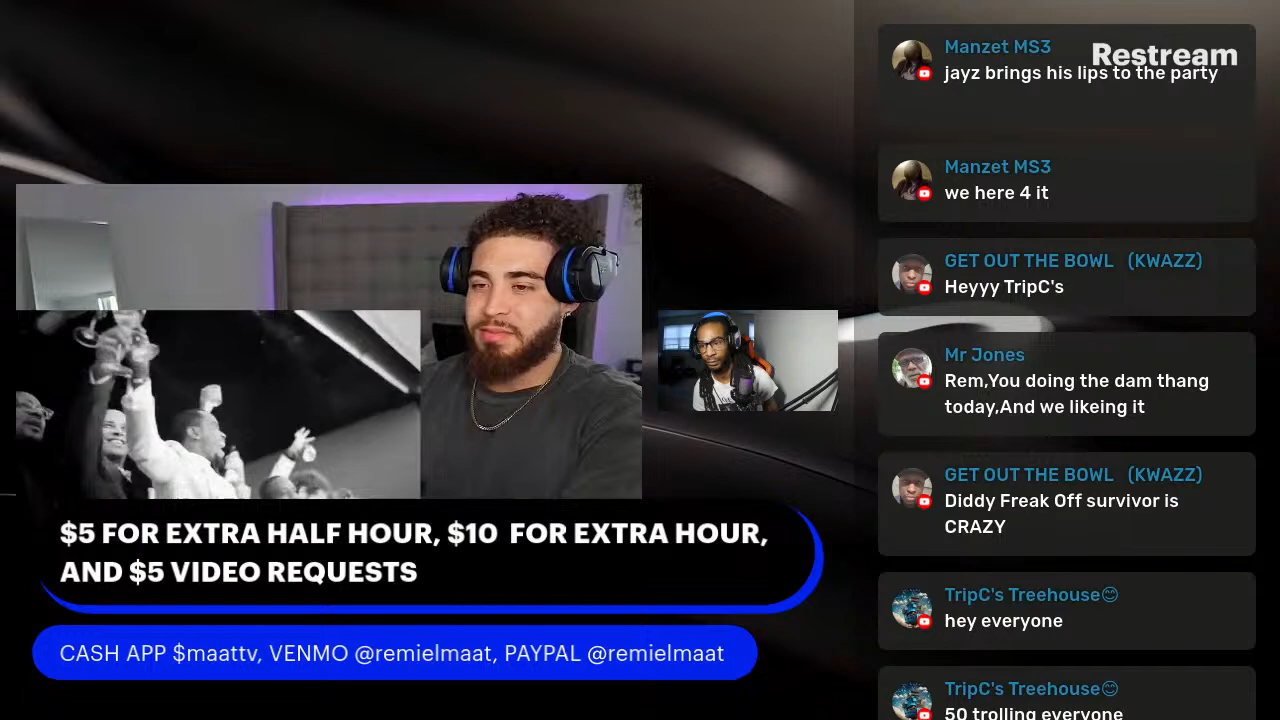 Restream
Manzet MS3
jayz brings his lips to the party
Manzet MS3
we here 4 it
GET OUT THE BOWL (KWAZZ)
Heyyy TripC's
Mr Jones
Rem,You doing the dam thang
today,And we likeing it
GET OUT THE BOWL (KWAZZ)
Diddy Freak Off survivor is
CRAZY
TripC's Treehouse😊
hey everyone
TripC's Treehouse😊
50 trolling everyone
$5 FOR EXTRA HALF HOUR, $10 FOR EXTRA HOUR,
AND $5 VIDEO REQUESTS
CASH APP $maattv, VENMO @remielmaat, PAYPAL @remielmaat